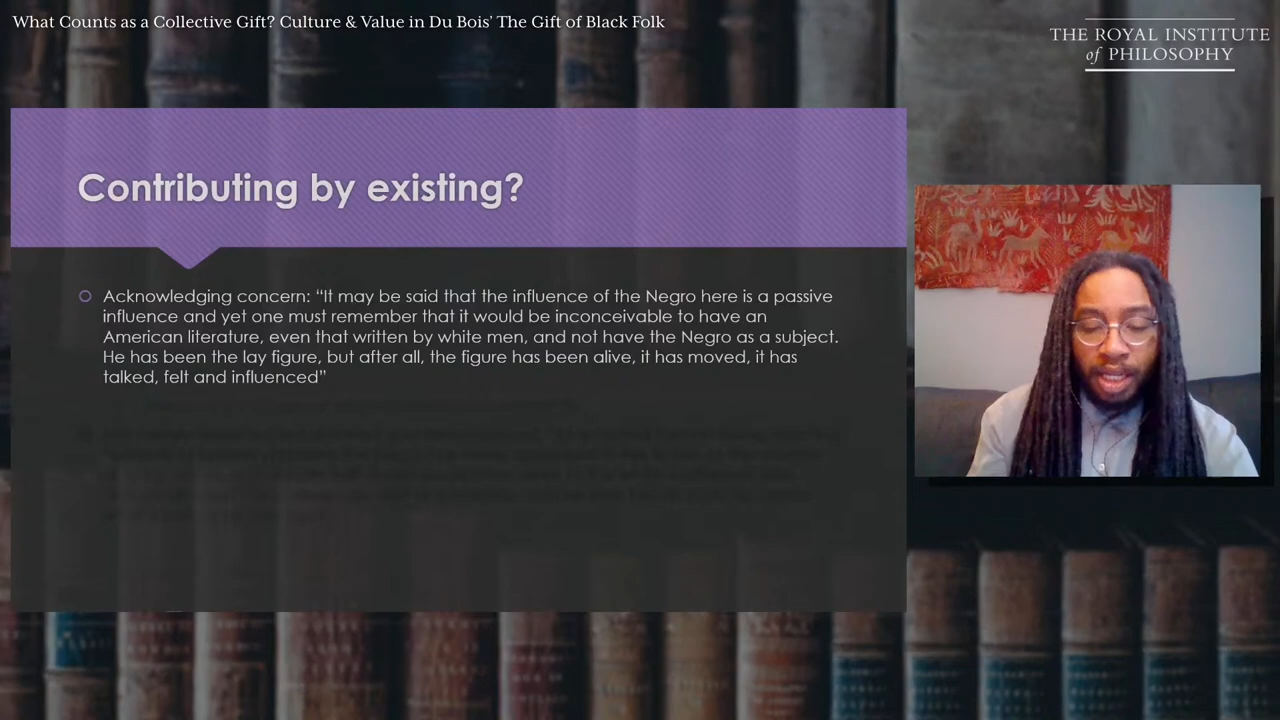 What Counts as a Collective Gift? Culture & Value in Du Bois’ The Gift of Black Folk
THE ROYAL INSTITUTE
of PHILOSOPHY
Contributing by existing?
Acknowledging concern: “It may be said that the influence of the Negro here is a passive
influence and yet one must remember that it would be inconceivable to have an
American literature, even that written by white men, and not have the Negro as a subject.
He has been the lay figure, but after all, the figure has been alive, it has moved, it has
talked, felt and influenced”